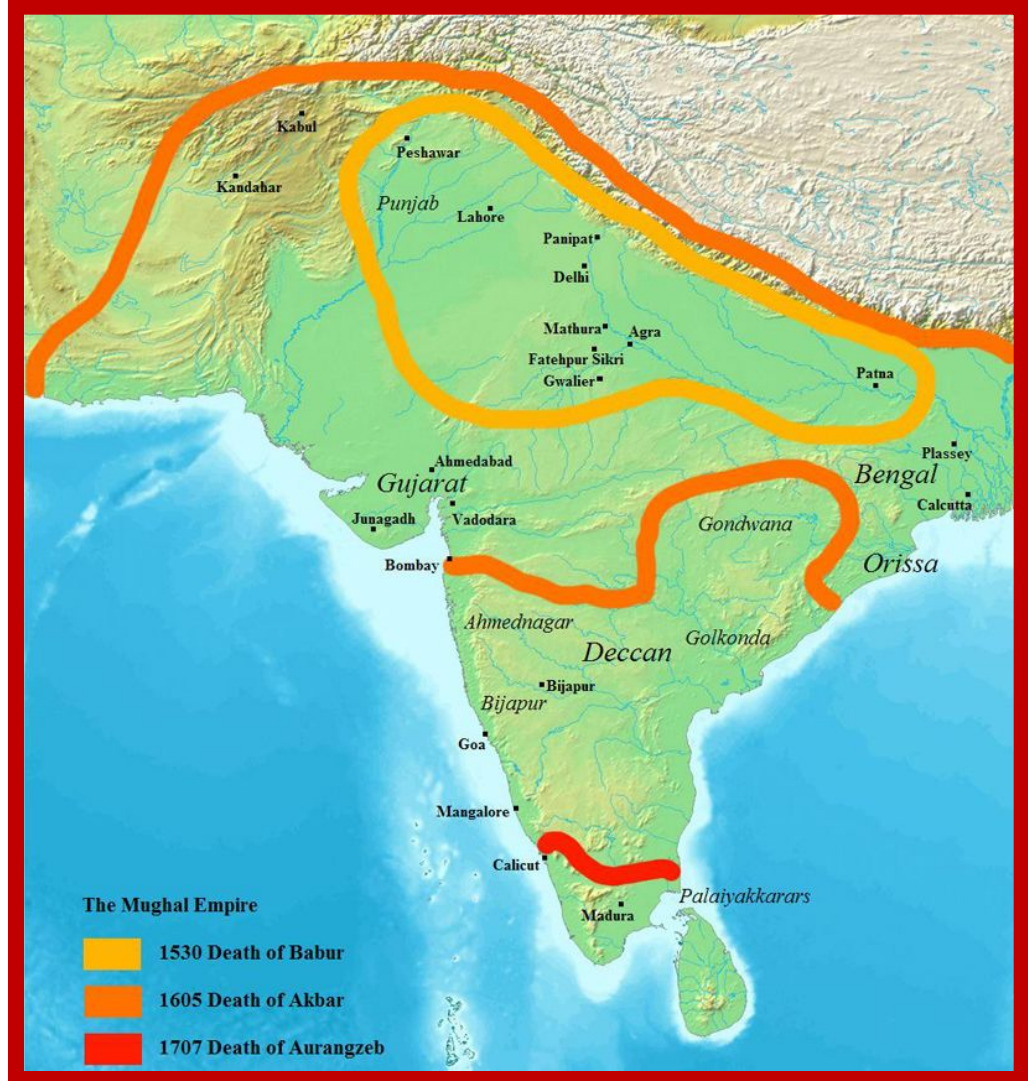 Kabul
Peshawar
Kandahar
Punjab
Lahore
Panipat
Delhi
Mathura
Agra
Fatehpur Sikri
Gwalier
Patna
Plassey
Ahmedabad
Gujarat
Bengal
Calcutta
Vadodara
Junagadh
Gondwana
Bombay
Orissa
Ahmednagar
Golkonda
Deccan
Bijapur
Bijapur
Goa
Mangalore
Calicut
Palaiyakkarars
Madura
The Mughal Empire
1530 Death of Babur
1605 Death of Akbar
1707 Death of Aurangzeb